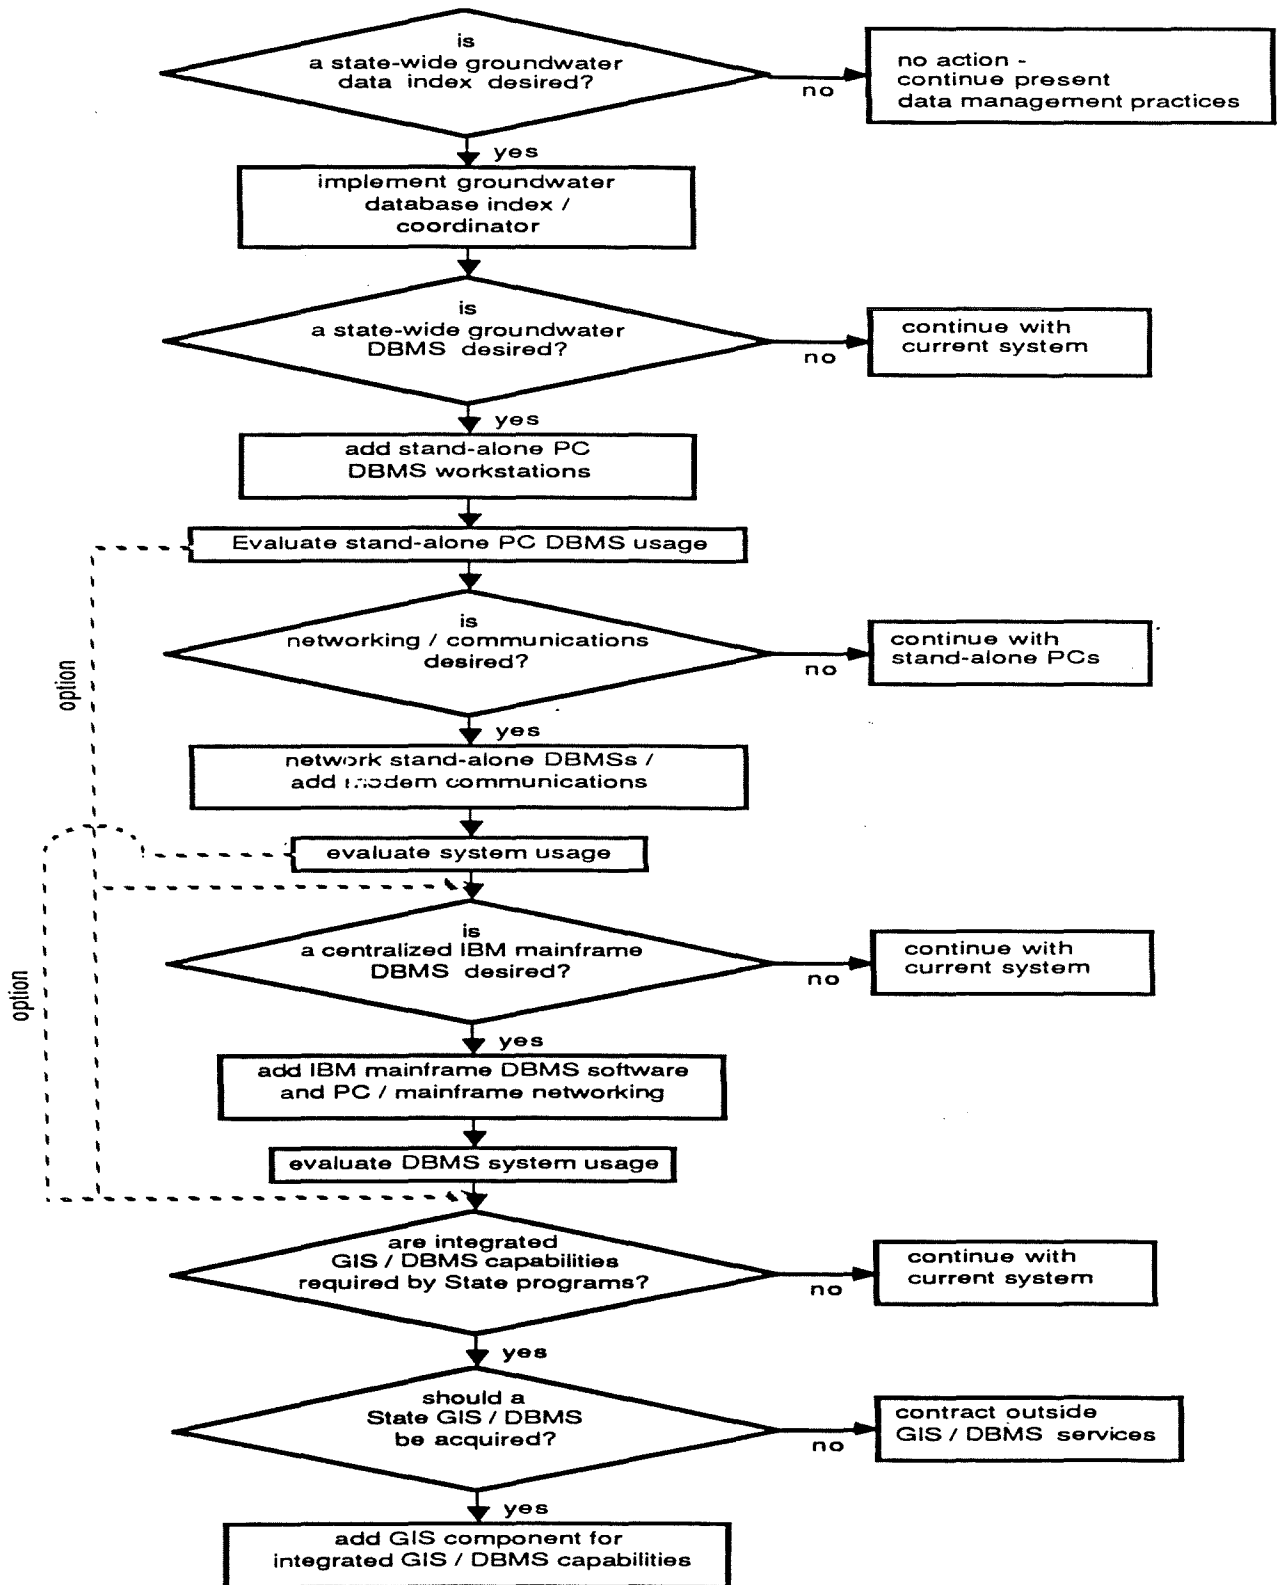 is
a state-wide groundwater
data index desired?
no
no action -
continue present
data management practices
yes
implement groundwater
database index /
coordinator
is
a state-wide groundwater
DBMS desired?
no
continue with
current system
yes
add stand-alone PC
DBMS workstations
Evaluate stand-alone PC DBMS usage
is
networking / communications
desired?
no
continue with
stand-alone PCs
option
yes
network stand-alone DBMSs /
add modem communications
evaluate system usage
is
a centralized IBM mainframe
DBMS desired?
no
continue with
current system
option
yes
add IBM mainframe DBMS software
and PC / mainframe networking
evaluate DBMS system usage
are integrated
GIS / DBMS capabilities
required by State programs?
no
continue with
current system
yes
should a
State GIS / DBMS
be acquired?
no
contract outside
GIS / DBMS services
yes
add GIS component for
integrated GIS / DBMS capabilities